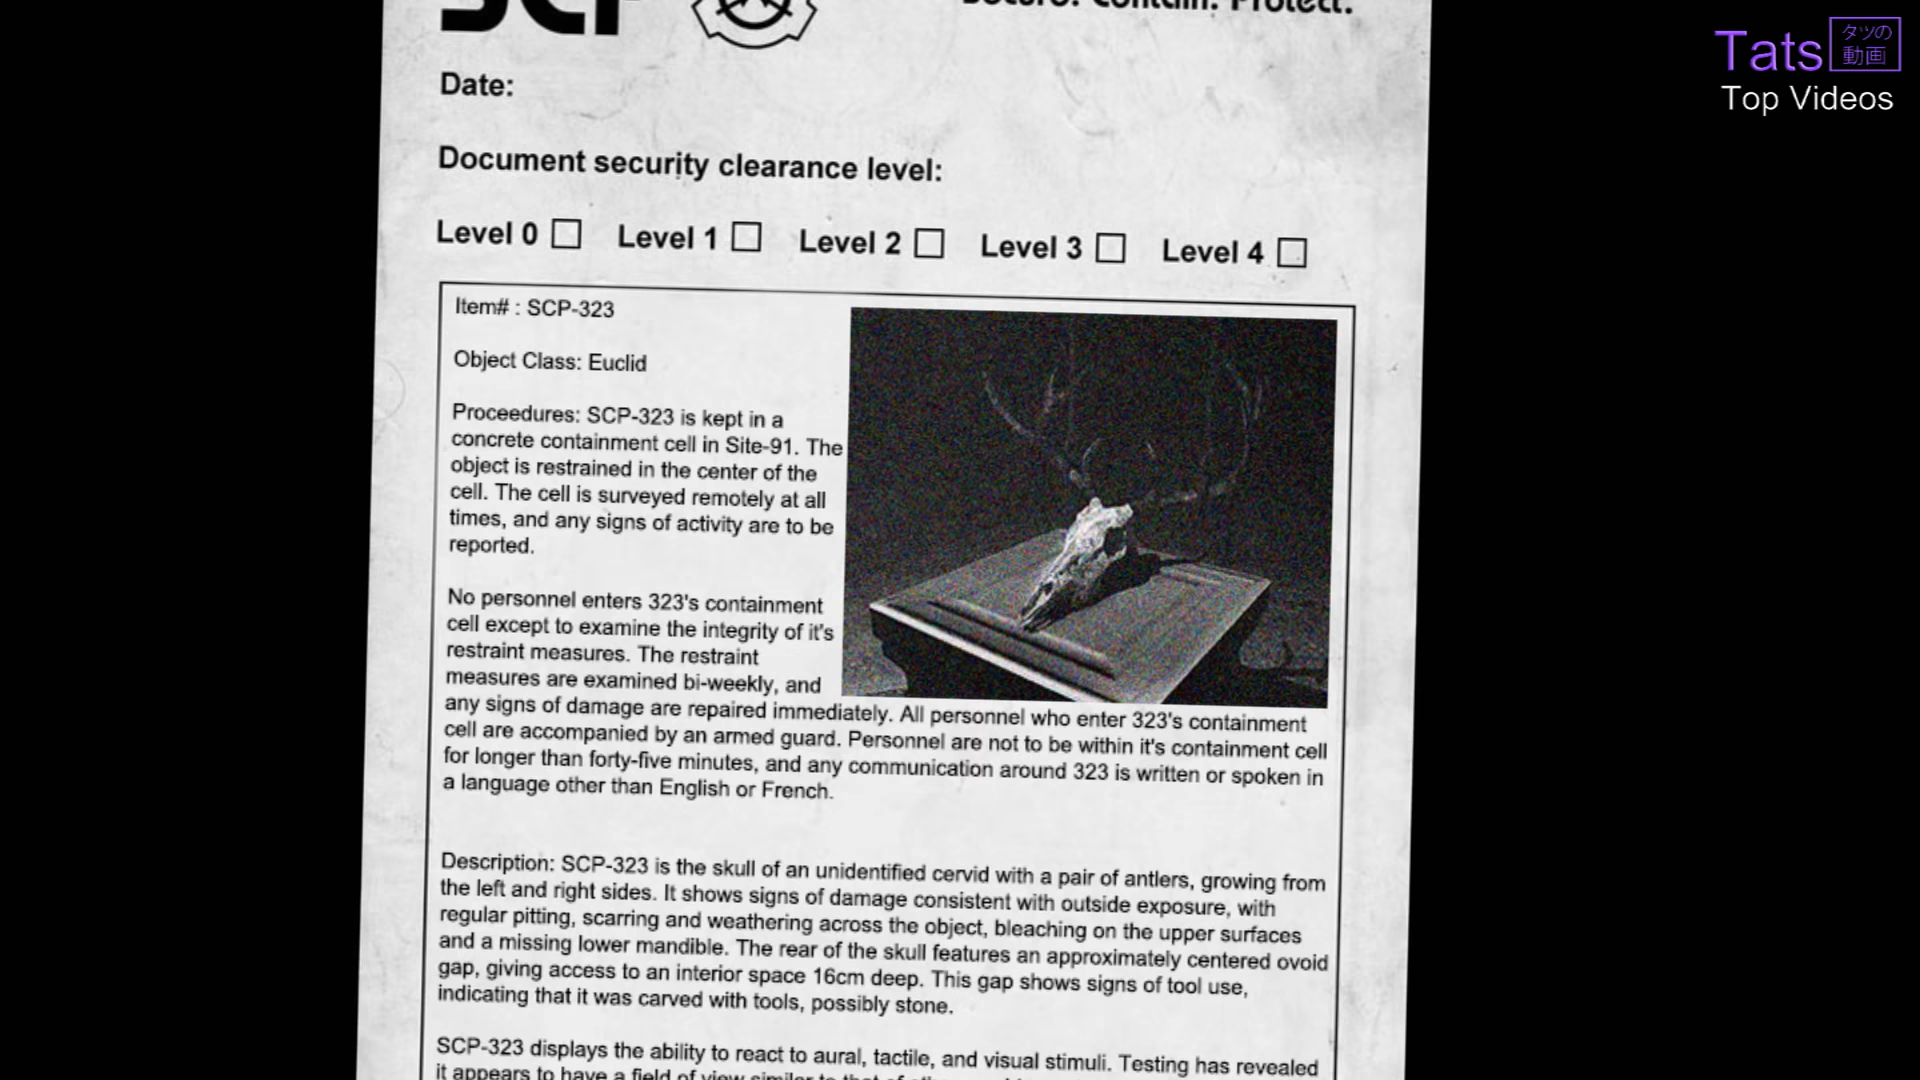 SCP
Secure. Contain. Protect.
Tats タツの動画
Top Videos
Date:
Document security clearance level:
Level 0 Level 1 Level 2 Level 3 Level 4
Item# : SCP-323
Object Class: Euclid
Proceedures: SCP-323 is kept in a
concrete containment cell in Site-91. The
object is restrained in the center of the
cell. The cell is surveyed remotely at all
times, and any signs of activity are to be
reported.
No personnel enters 323's containment
cell except to examine the integrity of it's
restraint measures. The restraint
measures are examined bi-weekly, and
any signs of damage are repaired immediately. All personnel who enter 323's containment
cell are accompanied by an armed guard. Personnel are not to be within it's containment cell
for longer than forty-five minutes, and any communication around 323 is written or spoken in
a language other than English or French.
Description: SCP-323 is the skull of an unidentified cervid with a pair of antlers, growing from
the left and right sides. It shows signs of damage consistent with outside exposure, with
regular pitting, scarring and weathering across the object, bleaching on the upper surfaces
and a missing lower mandible. The rear of the skull features an approximately centered ovoid
gap, giving access to an interior space 16cm deep. This gap shows signs of tool use,
indicating that it was carved with tools, possibly stone.
SCP-323 displays the ability to react to aural, tactile, and visual stimuli. Testing has revealed
it appears to have a field of view similar to that of